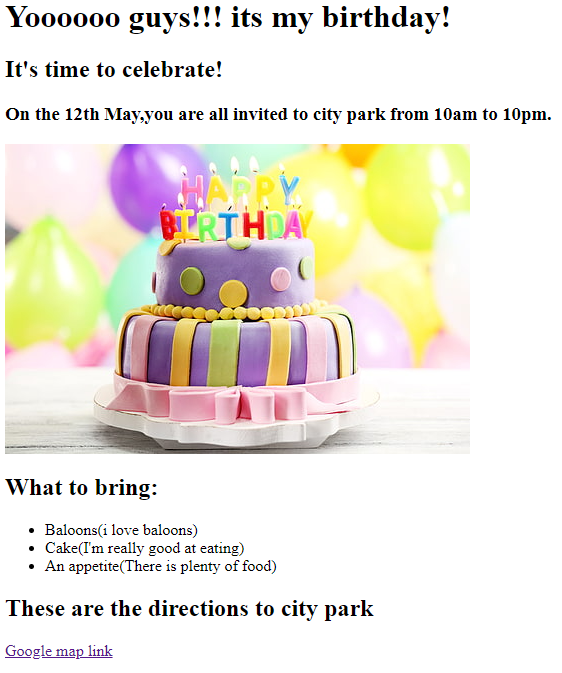 Yoooooo guys!!! its my birthday!
It's time to celebrate!
On the 12th May,you are all invited to city park from 10am to 10pm.
HAPPY
BIRTHDAY
What to bring:
Baloons(i love baloons)
Cake(I'm really good at eating)
An appetite(There is plenty of food)
These are the directions to city park
Google map link